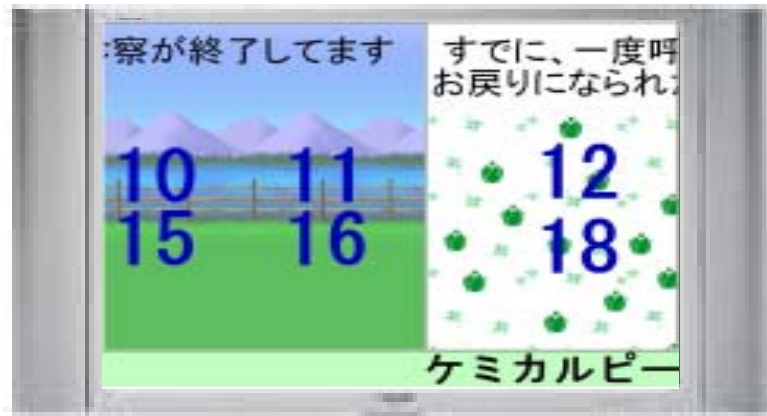 察が終了してます
10 11
15 16
すでに、一度呼
お戻りになられ
12
18
ケミカルピー